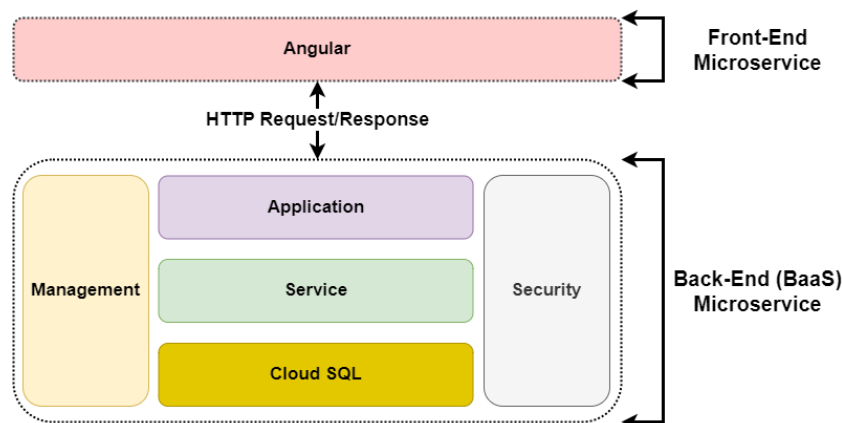 Angular
Front-End
Microservice
HTTP Request/Response
Application
Management
Service
Security
Back-End (BaaS)
Microservice
Cloud SQL